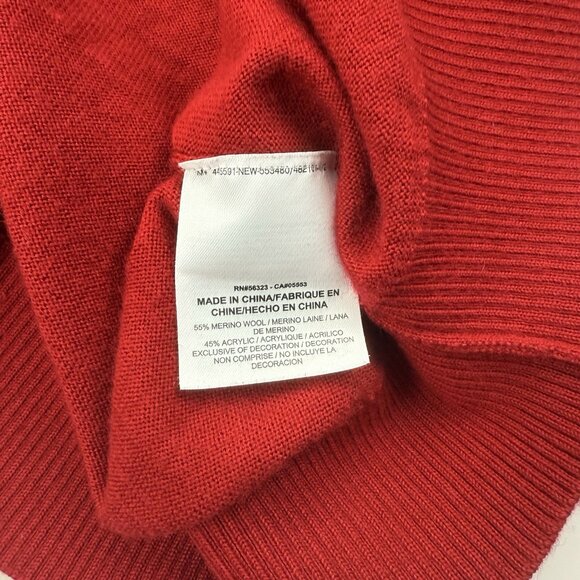 RN#56323 - CA#05553
MADE IN CHINA/FABRIQUE EN
CHINE/HECHO EN CHINA
55% MERINO WOOL / MERINO LAINE / LANA
DE MERINO
45% ACRYLIC / ACRYLIQUE / ACRILICO
EXCLUSIVE OF DECORATION / DECORATION
NON COMPRISE / NO INCLUYE LA
DECORACION